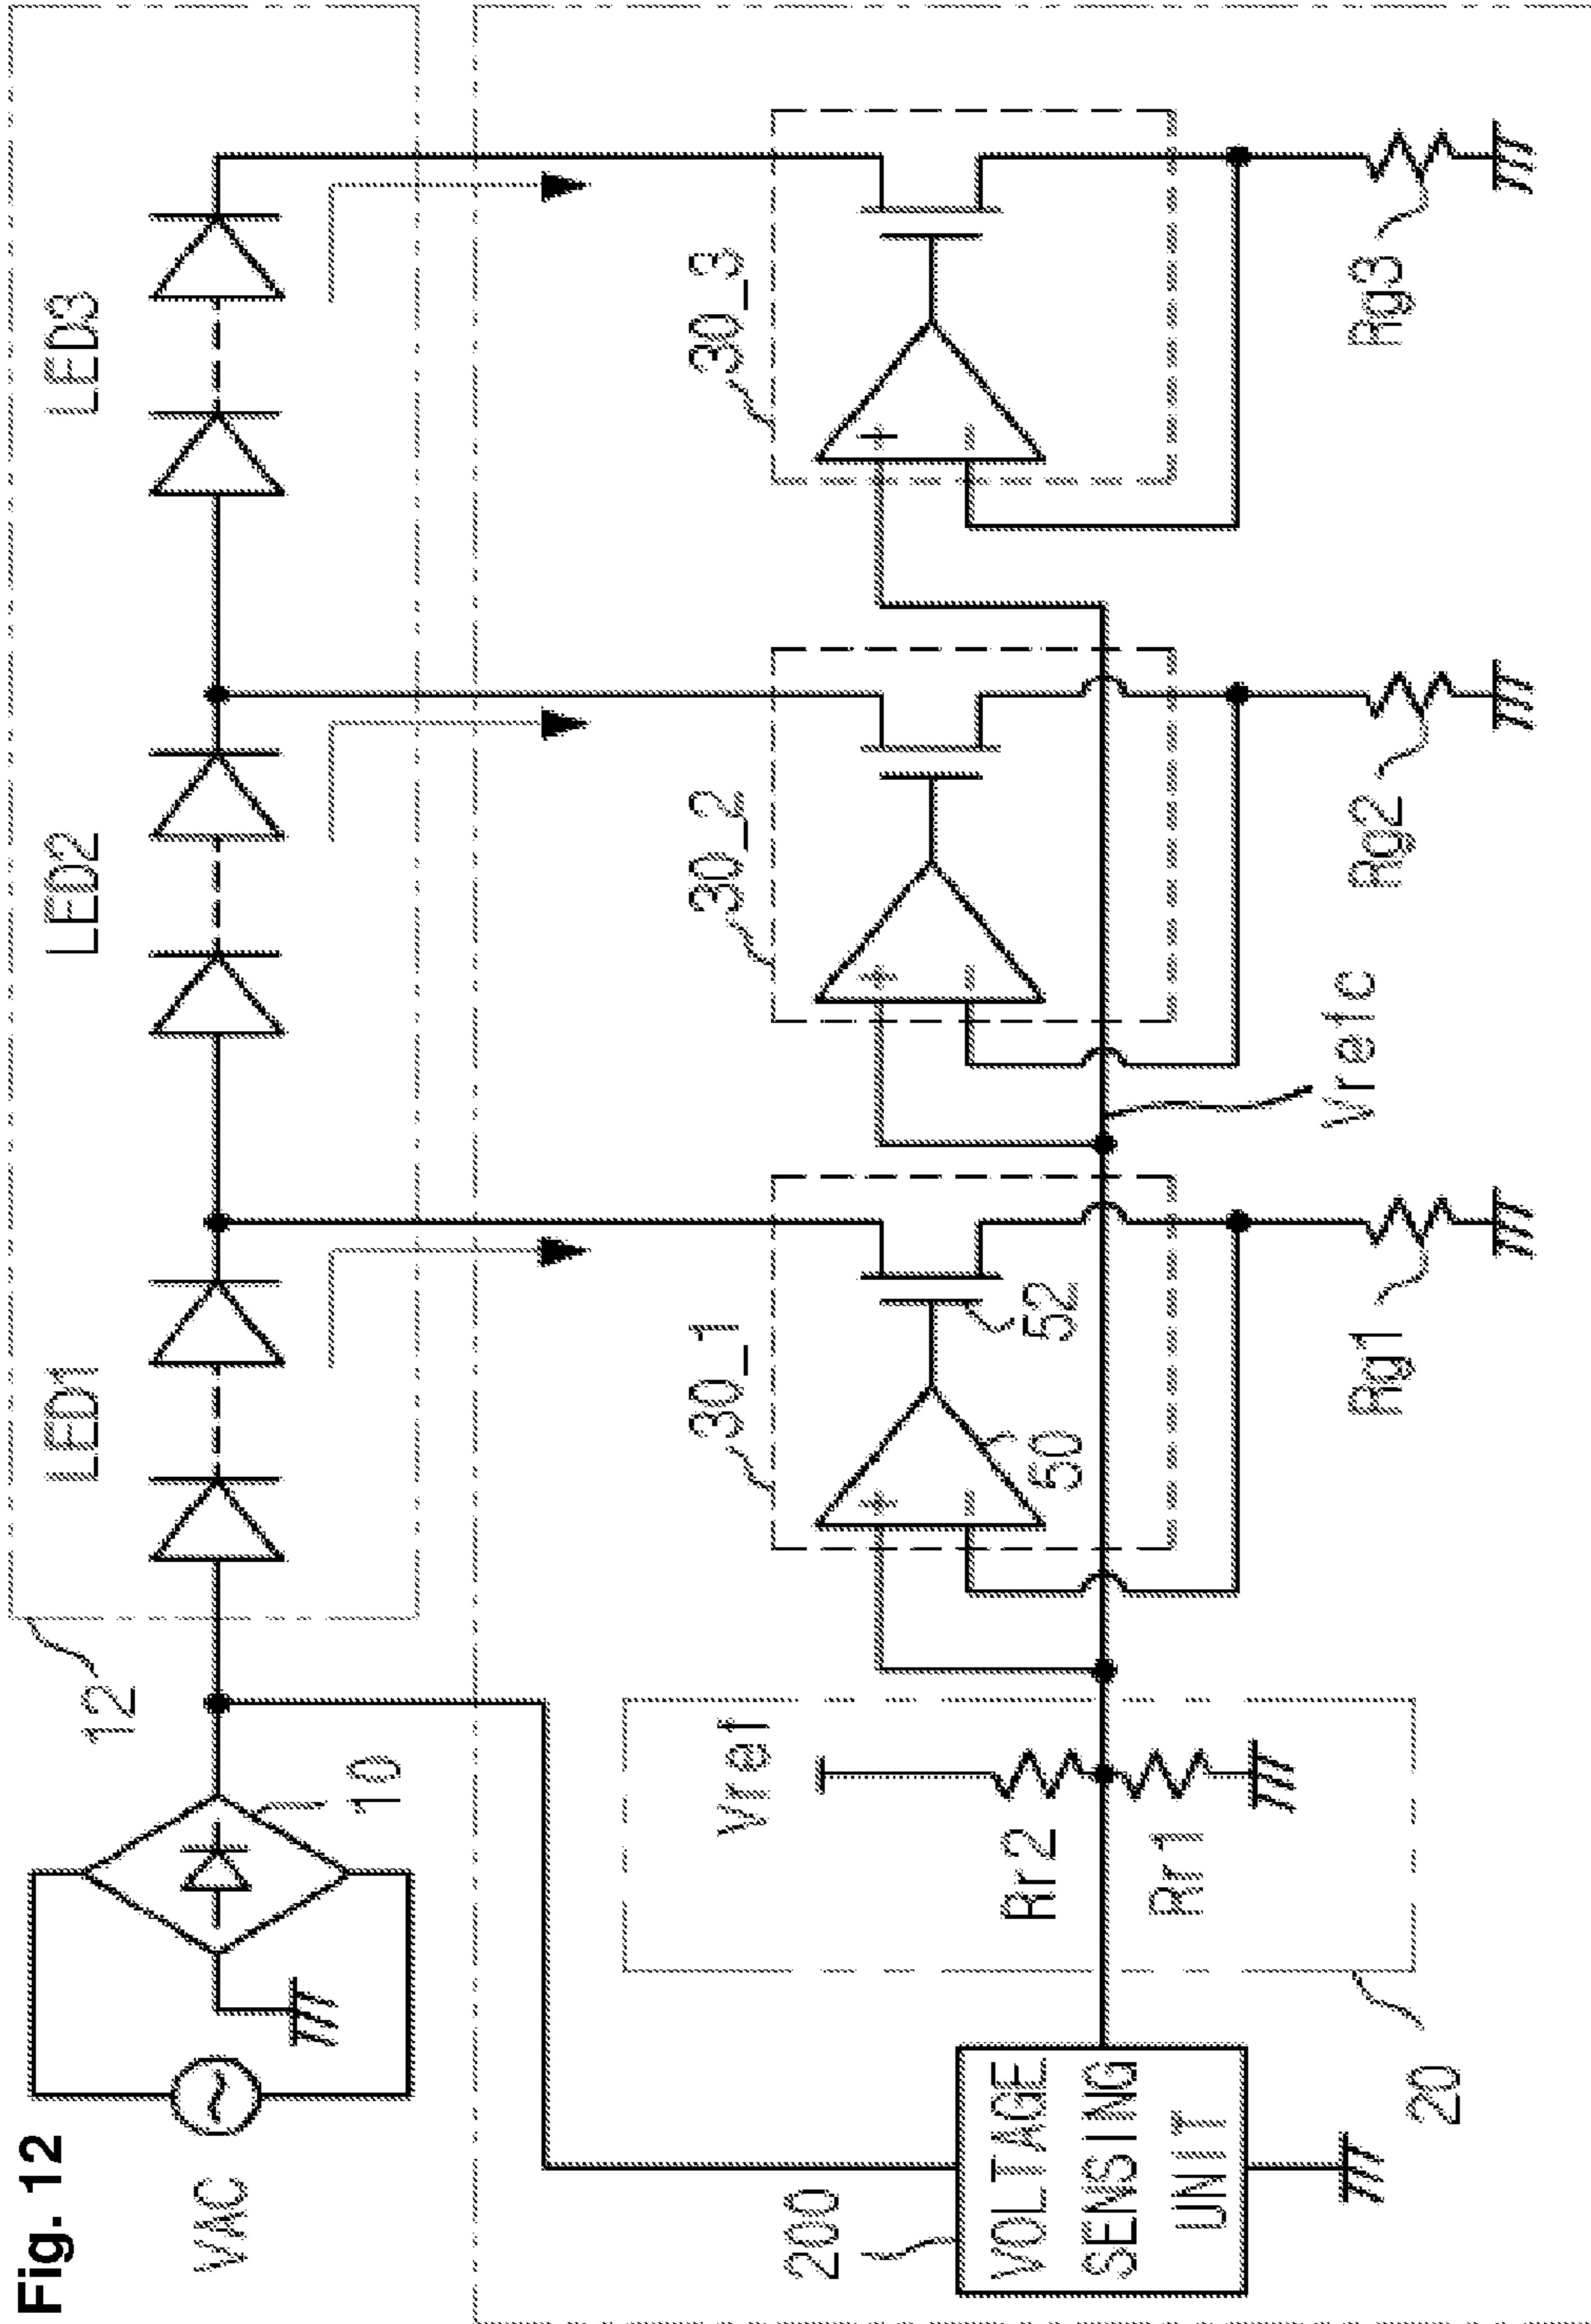 Fig. 12
VAC
10
12
LED1
LED2
LED3
200
VOLTAGE
SENSING
UNIT
Vref
Rr2
Rr1
20
30_1
+
-
50
52
30_2
+
-
30_3
+
-
Vrefc
Rg1
Rg2
Rg3